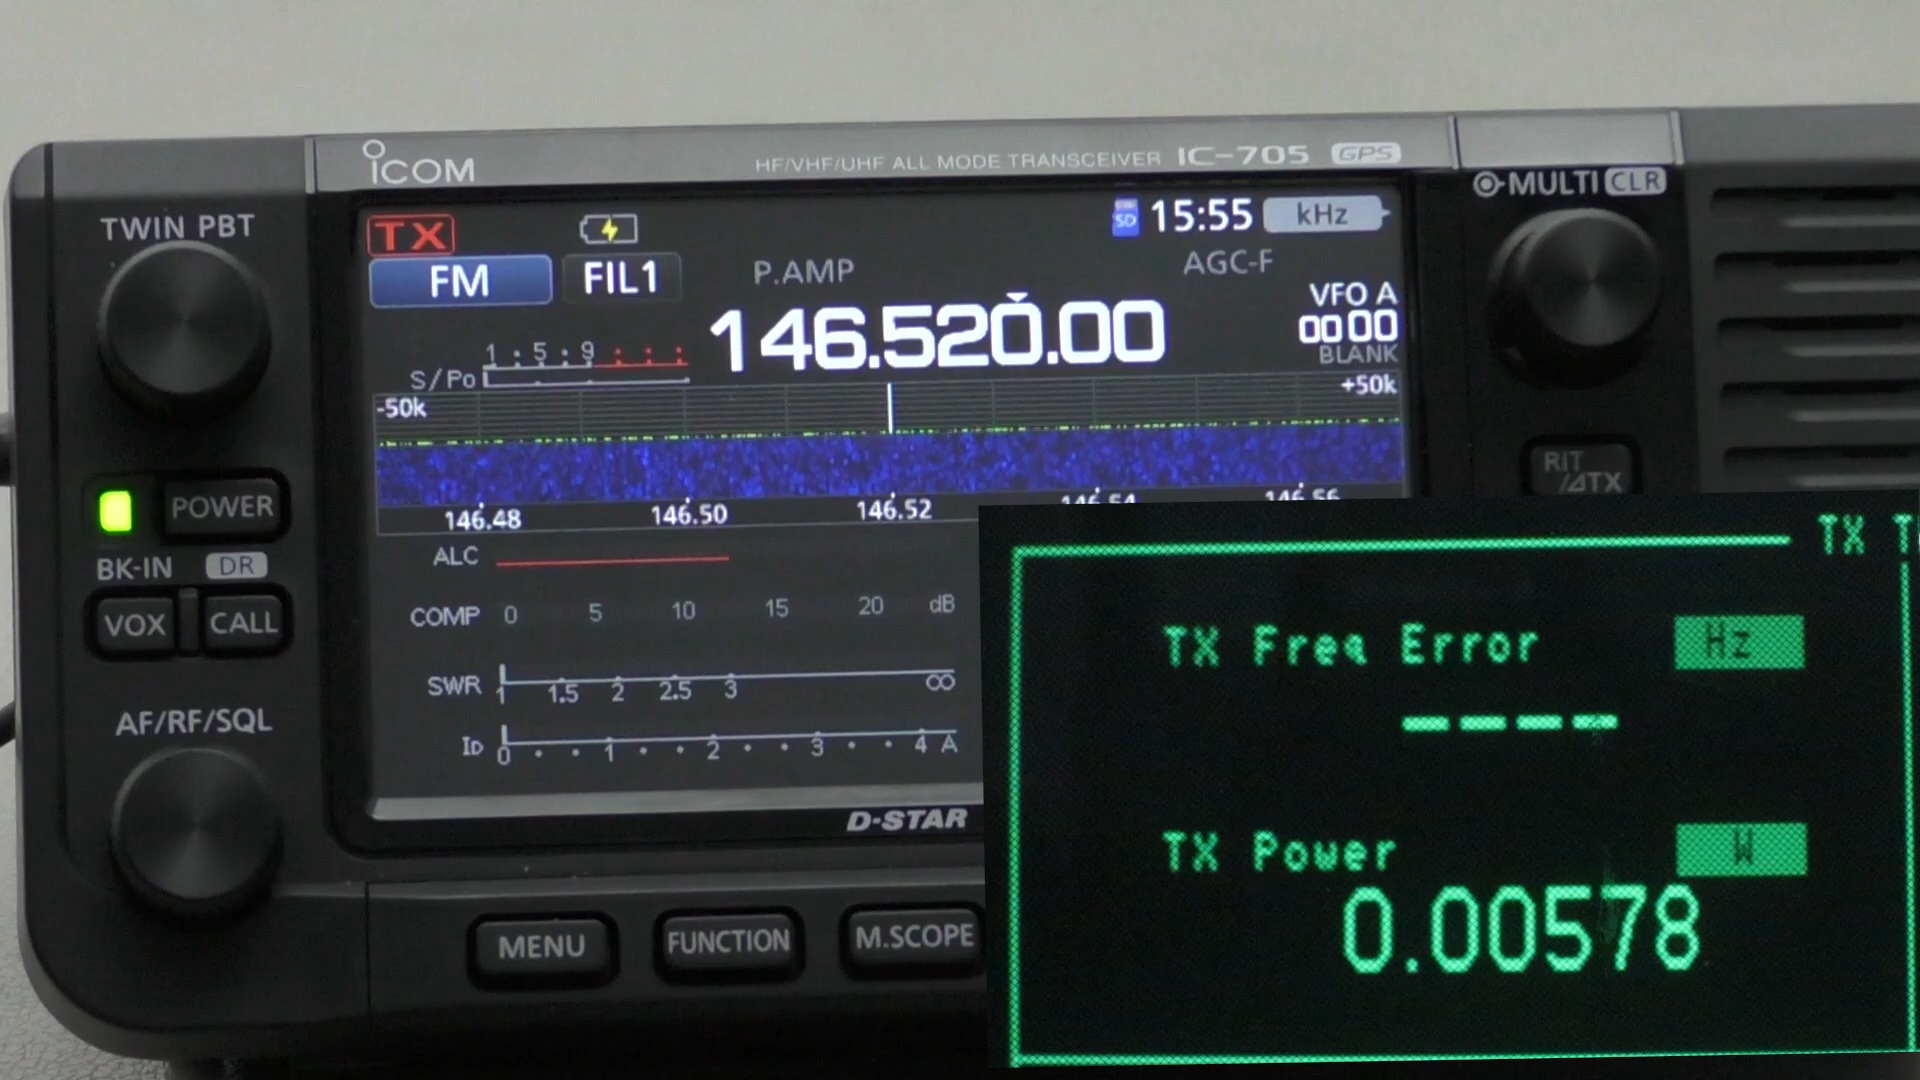 ICOM
HF/VHF/UHF ALL MODE TRANSCEIVER IC-705 GPS
MULTI CLR
TWIN PBT
TX
SD 15:55 kHz
FM FIL1 P.AMP AGC-F
146.520.00
VFO A
0000
BLANK
1 5 9
S/Po
-50k +50k
146.48 146.50 146.52 146.54 146.56
RIT
/⊿TX
POWER
BK-IN DR
VOX CALL
AF/RF/SQL
ALC
COMP 0 5 10 15 20 dB
SWR 1 1.5 2 2.5 3 ∞
ID 0 1 2 3 4 A
D-STAR
MENU FUNCTION M.SCOPE
TX
TX Freq Error Hz
----
TX Power W
0.00578